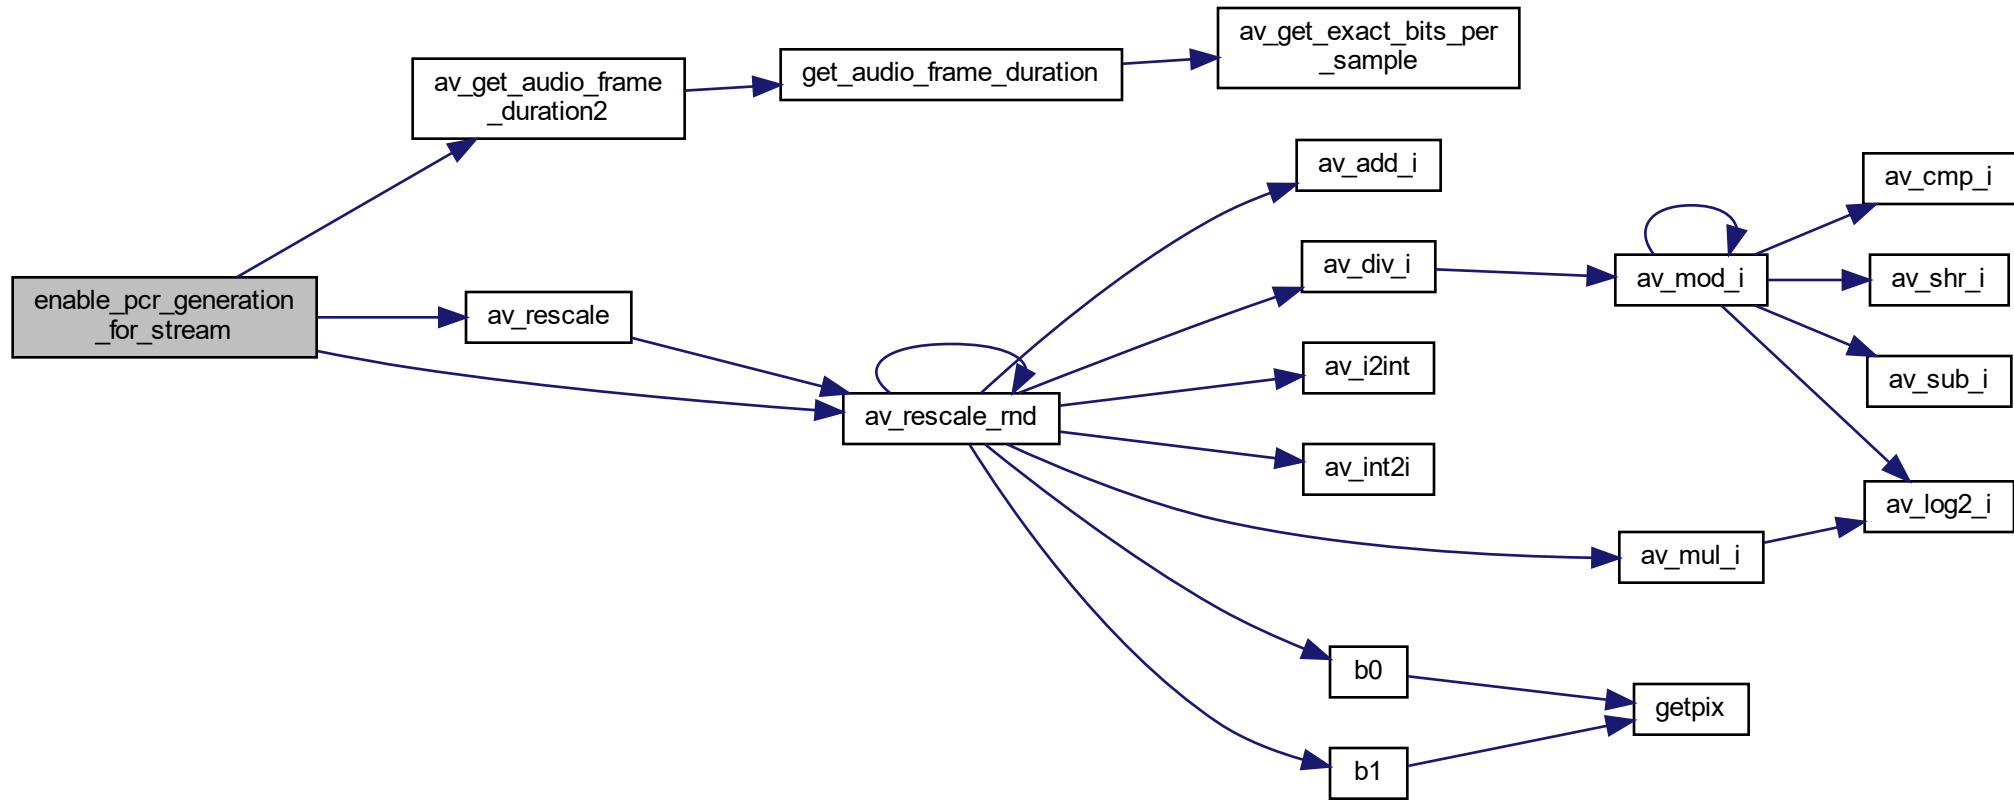 av_get_exact_bits_per
_sample
get_audio_frame_duration
av_get_audio_frame
_duration2
av_add_i
av_cmp_i
av_div_i
av_mod_i
av_shr_i
enable_pcr_generation
_for_stream
av_rescale
av_i2int
av_sub_i
av_rescale_rnd
av_int2i
av_log2_i
av_mul_i
b0
getpix
b1